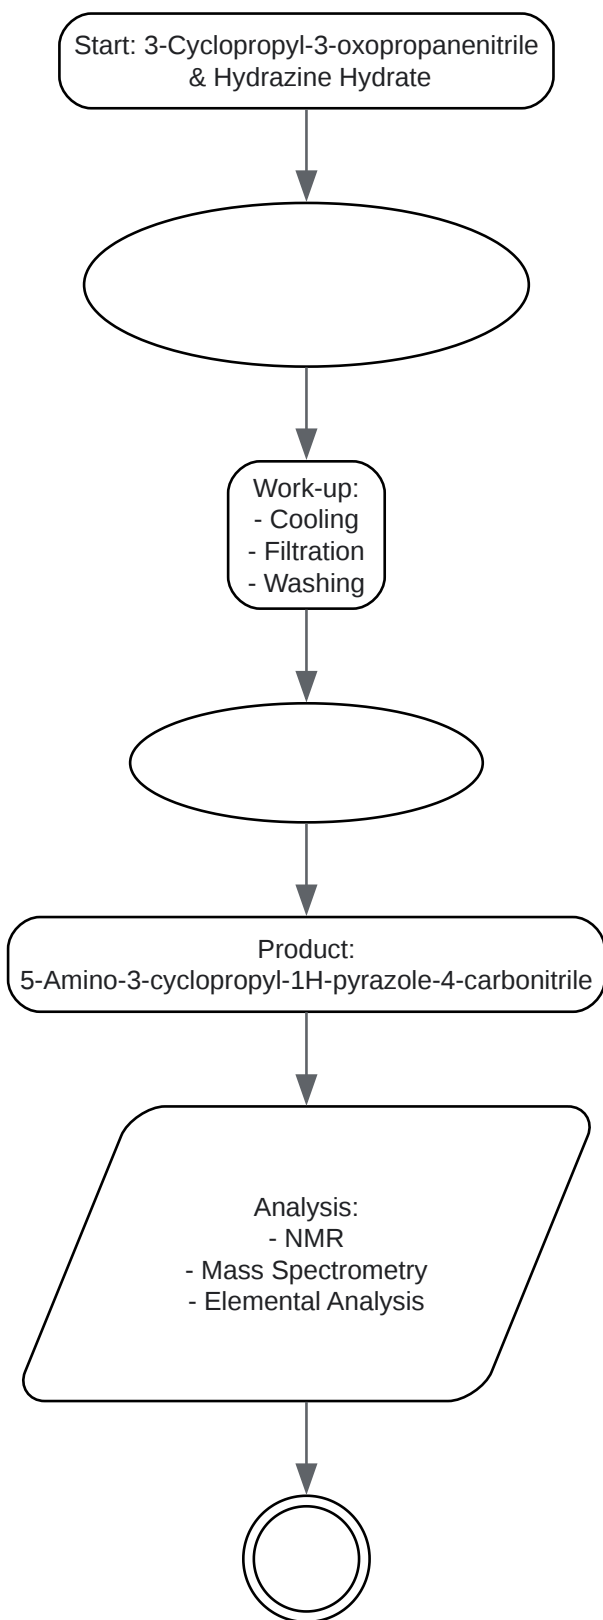 Start: 3-Cyclopropyl-3-oxopropanenitrile
& Hydrazine Hydrate
Work-up:
- Cooling
- Filtration
- Washing
Product:
5-Amino-3-cyclopropyl-1H-pyrazole-4-carbonitrile
Analysis:
- NMR
- Mass Spectrometry
- Elemental Analysis